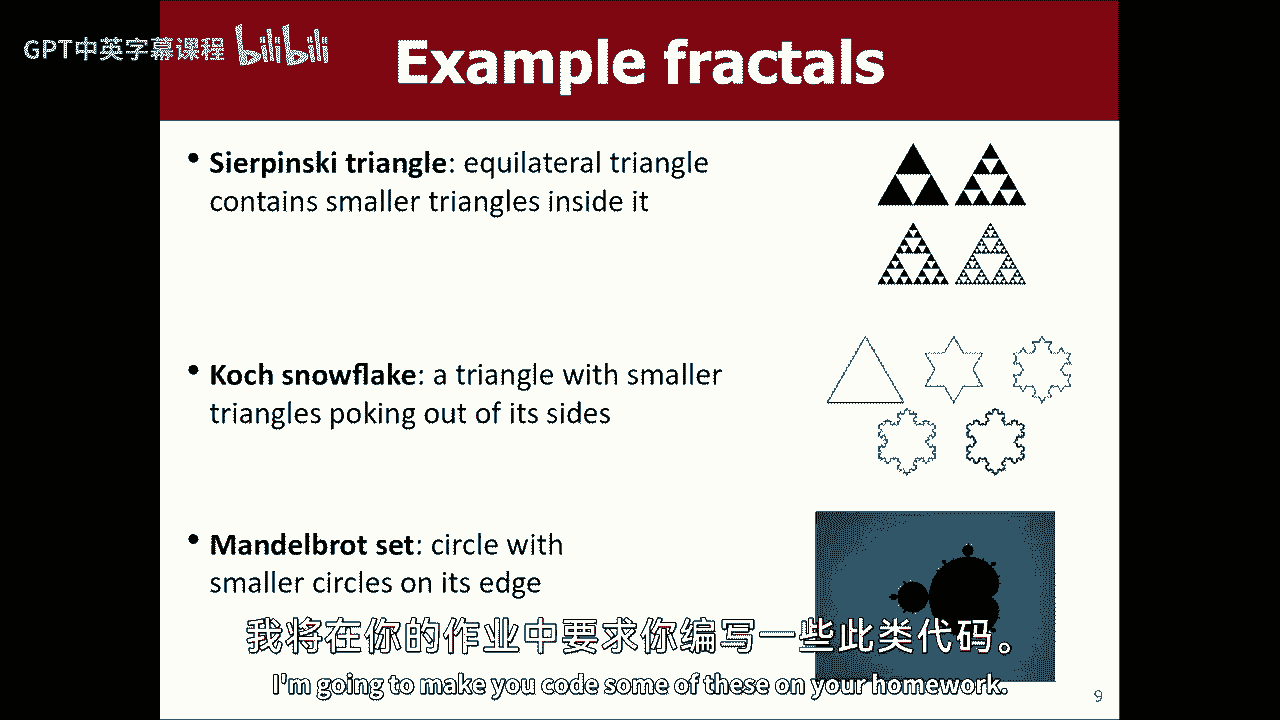 GPT中英字幕课程 bilibili
Example fractals
• Sierpinski triangle: equilateral triangle
contains smaller triangles inside it
• Koch snowflake: a triangle with smaller
triangles poking out of its sides
• Mandelbrot set: circle with
smaller circles on its edge
我将在你的作业中要求你编写一些此类代码。
I'm going to make you code some of these on your homework.
9